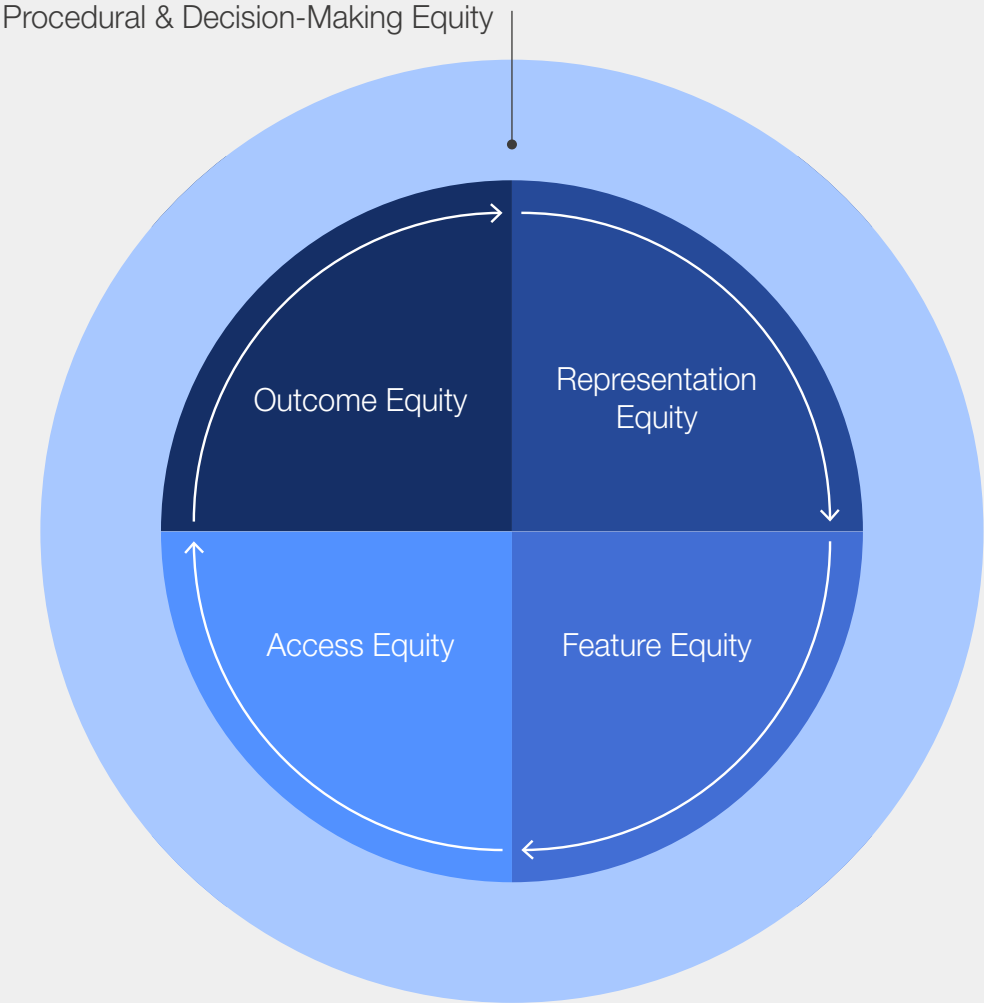 Procedural & Decision-Making Equity
Outcome Equity
Representation
Equity
Access Equity
Feature Equity